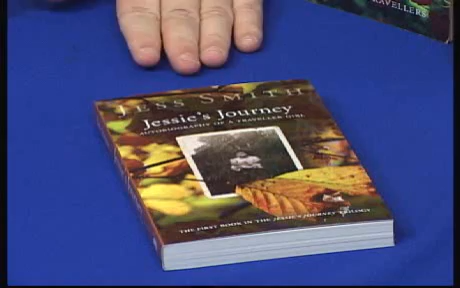 TRAVELLERS
JESS SMITH
Jessie's Journey
AUTOBIOGRAPHY OF A TRAVELLER GIRL
THE FIRST BOOK IN THE JESSIE'S JOURNEY TRILOGY